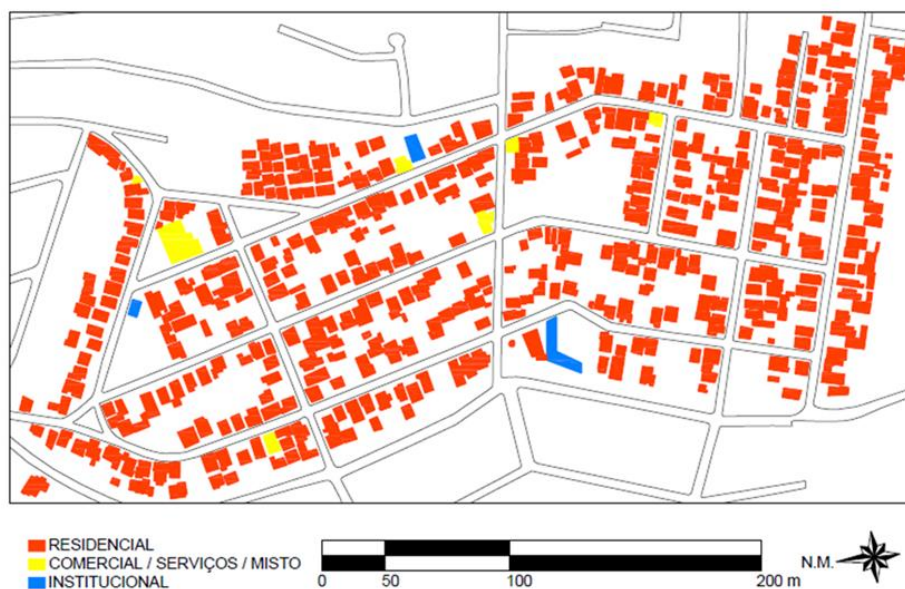 RESIDENCIAL
COMERCIAL / SERVIÇOS / MISTO
INSTITUCIONAL
0 50 100 200 m
N.M.